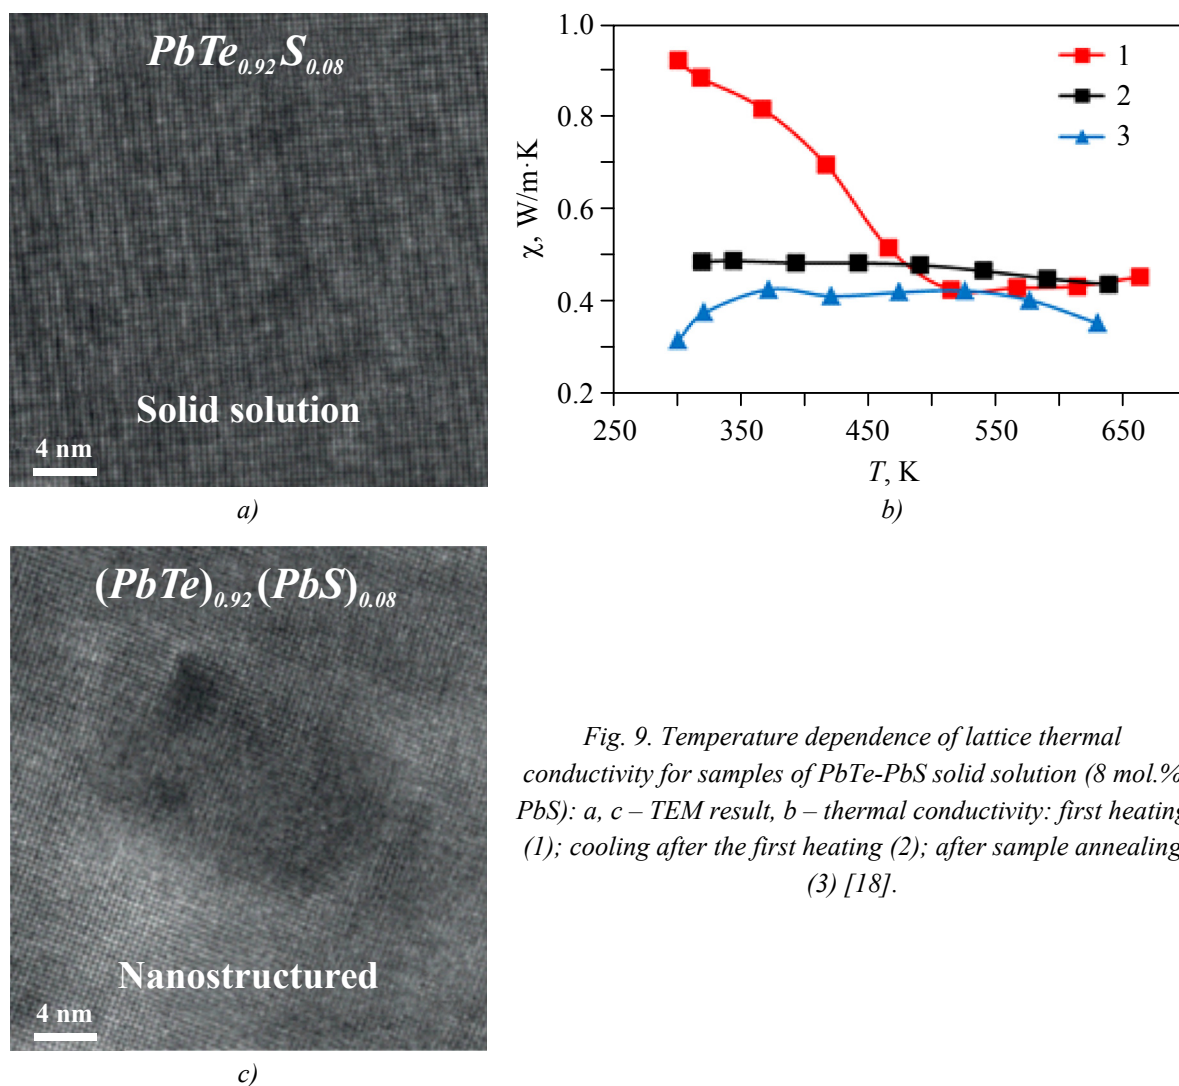 PbTe0.92S0.08
Solid solution
4 nm
a)
1.0
0.8
0.6
0.4
0.2
χ, W/m·K
1
2
3
250 350 450 550 650
T, K
b)
(PbTe)0.92(PbS)0.08
Nanostructured
4 nm
c)
Fig. 9. Temperature dependence of lattice thermal
conductivity for samples of PbTe-PbS solid solution (8 mol.%
PbS): a, c – TEM result, b – thermal conductivity: first heating
(1); cooling after the first heating (2); after sample annealing
(3) [18].